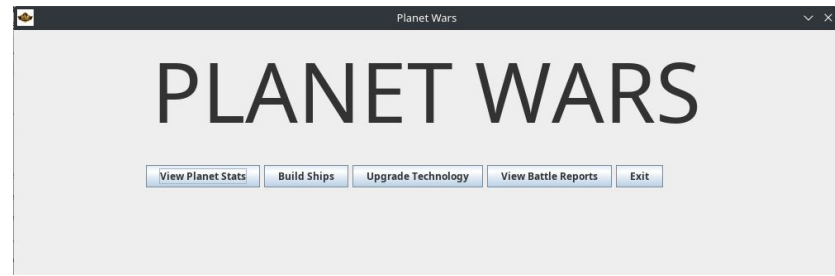 Planet Wars
PLANET WARS
View Planet Stats Build Ships Upgrade Technology View Battle Reports Exit